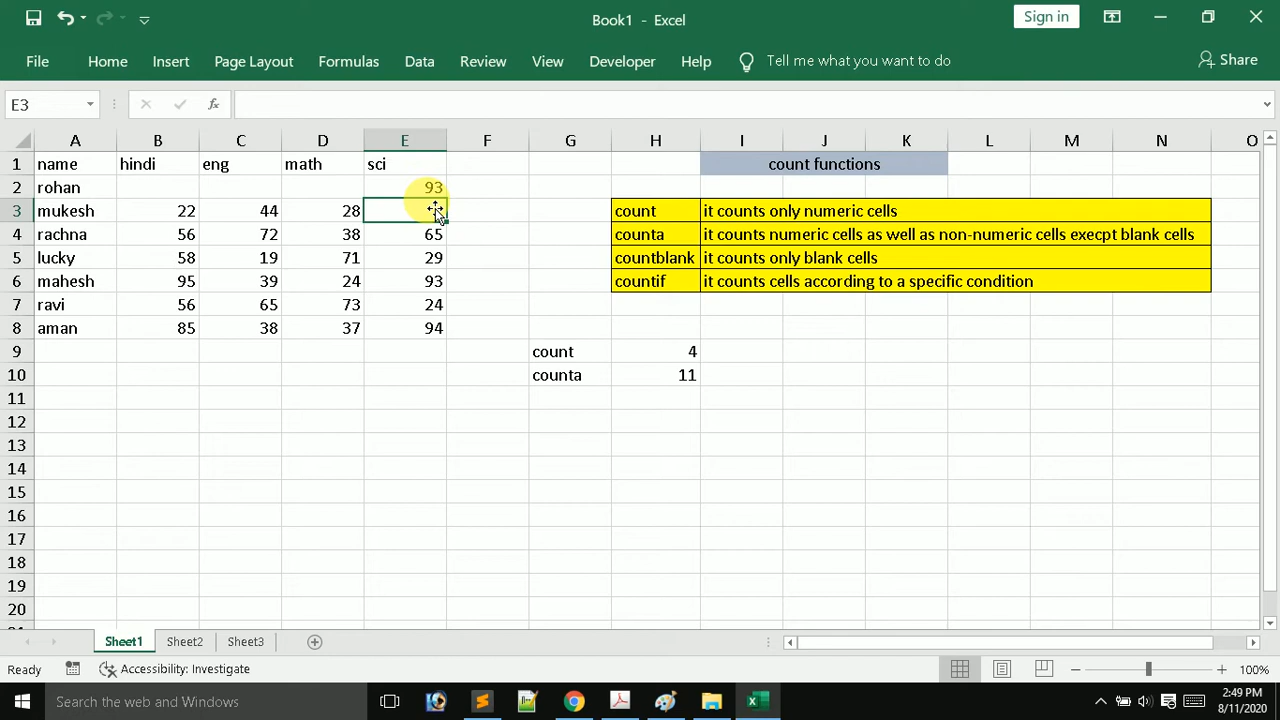 Book1 - Excel
Sign in
File Home Insert Page Layout Formulas Data Review View Developer Help Tell me what you want to do Share
E3 fx
A B C D E F G H I J K L M N O
1 name hindi eng math sci count functions
2 rohan 93
3 mukesh 22 44 28 count it counts only numeric cells
4 rachna 56 72 38 65 counta it counts numeric cells as well as non-numeric cells execpt blank cells
5 lucky 58 19 71 29 countblank it counts only blank cells
6 mahesh 95 39 24 93 countif it counts cells according to a specific condition
7 ravi 56 65 73 24
8 aman 85 38 37 94
9 count 4
10 counta 11
11
12
13
14
15
16
17
18
19
20
Sheet1 Sheet2 Sheet3
Ready Accessibility: Investigate 100%
Search the web and Windows
2:49 PM
8/11/2020